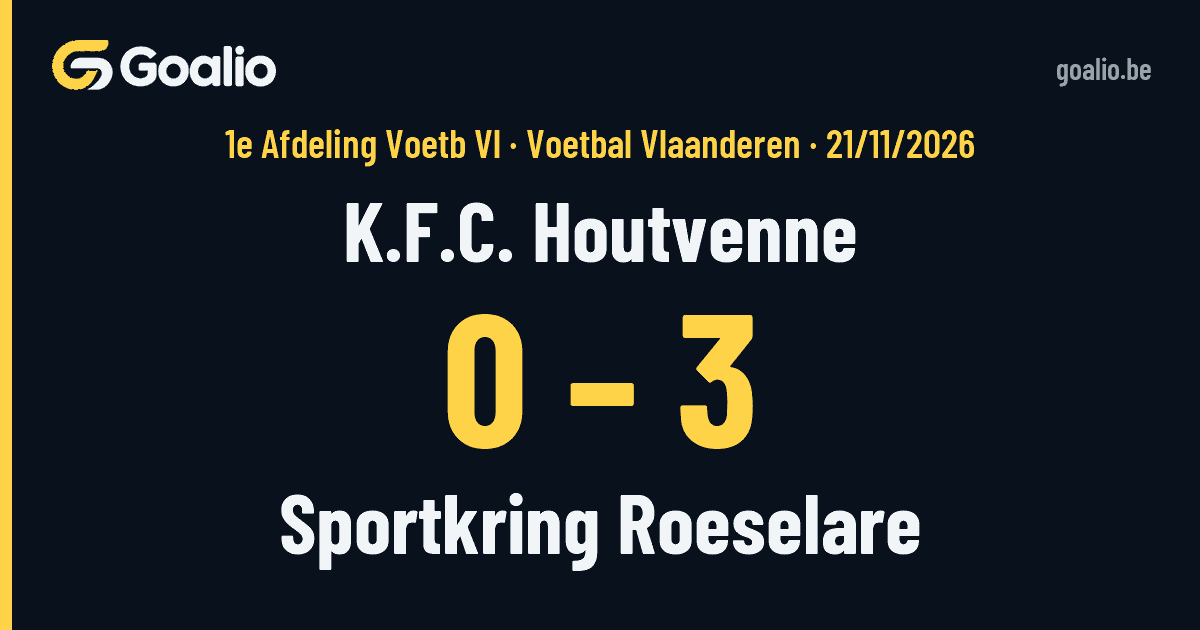 Goalio
goalio.be
1e Afdeling Voetb Vl · Voetbal Vlaanderen · 21/11/2026
K.F.C. Houtvenne
0 – 3
Sportkring Roeselare